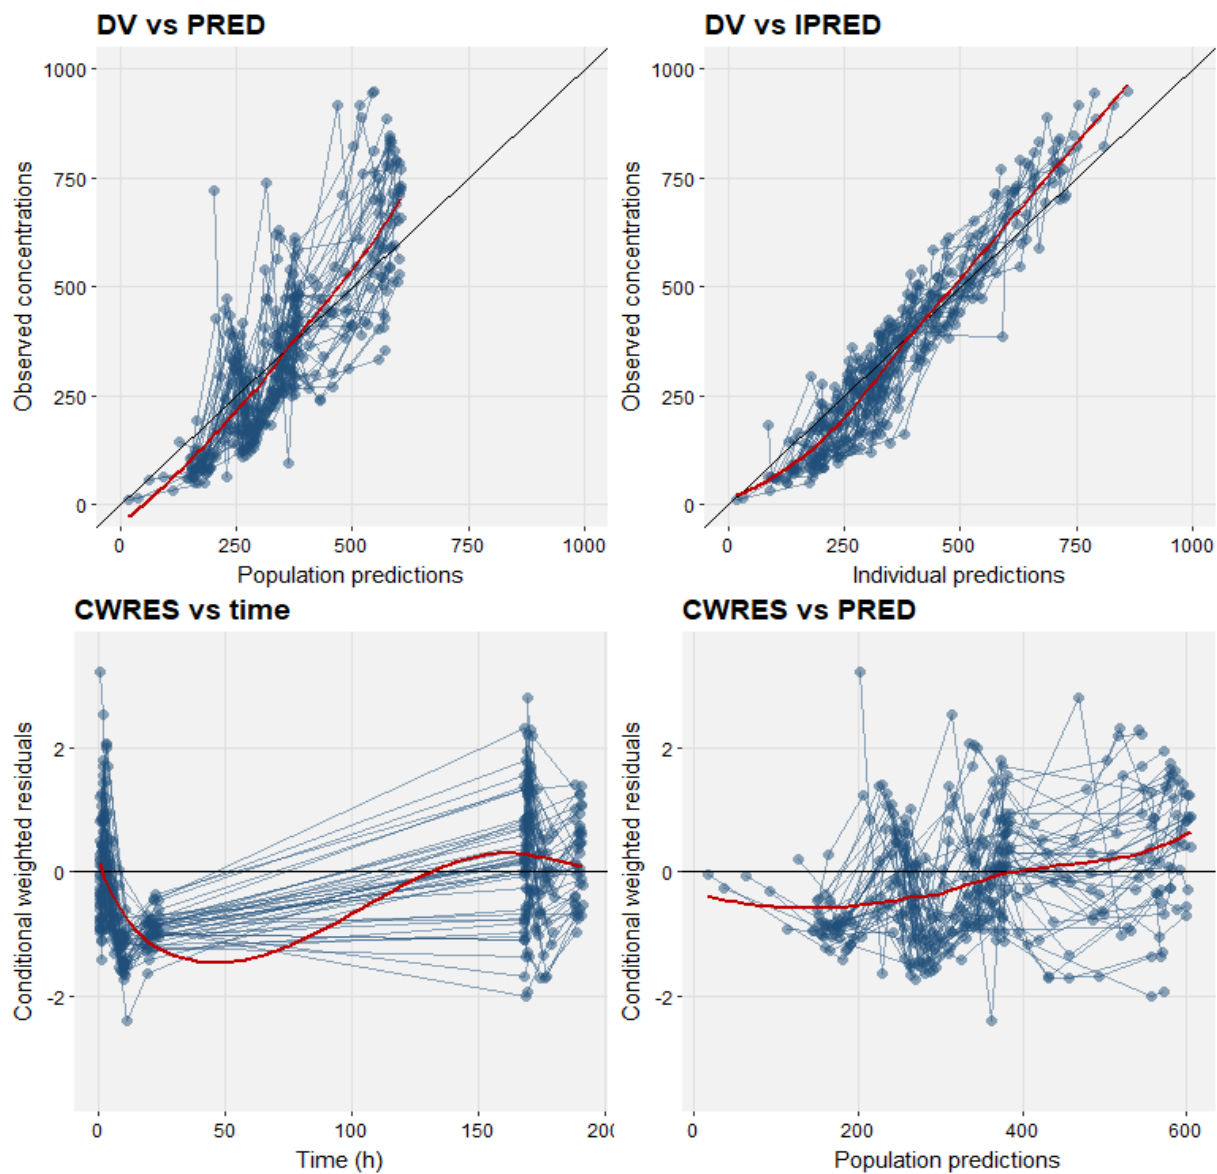 DV vs PRED
1000
750
500
250
0
Observed concentrations
0 250 500 750 1000
Population predictions
DV vs IPRED
1000
750
500
250
0
Observed concentrations
0 250 500 750 1000
Individual predictions
CWRES vs time
2
0
-2
Conditional weighted residuals
0 50 100 150 200
Time (h)
CWRES vs PRED
2
0
-2
Conditional weighted residuals
0 200 400 600
Population predictions